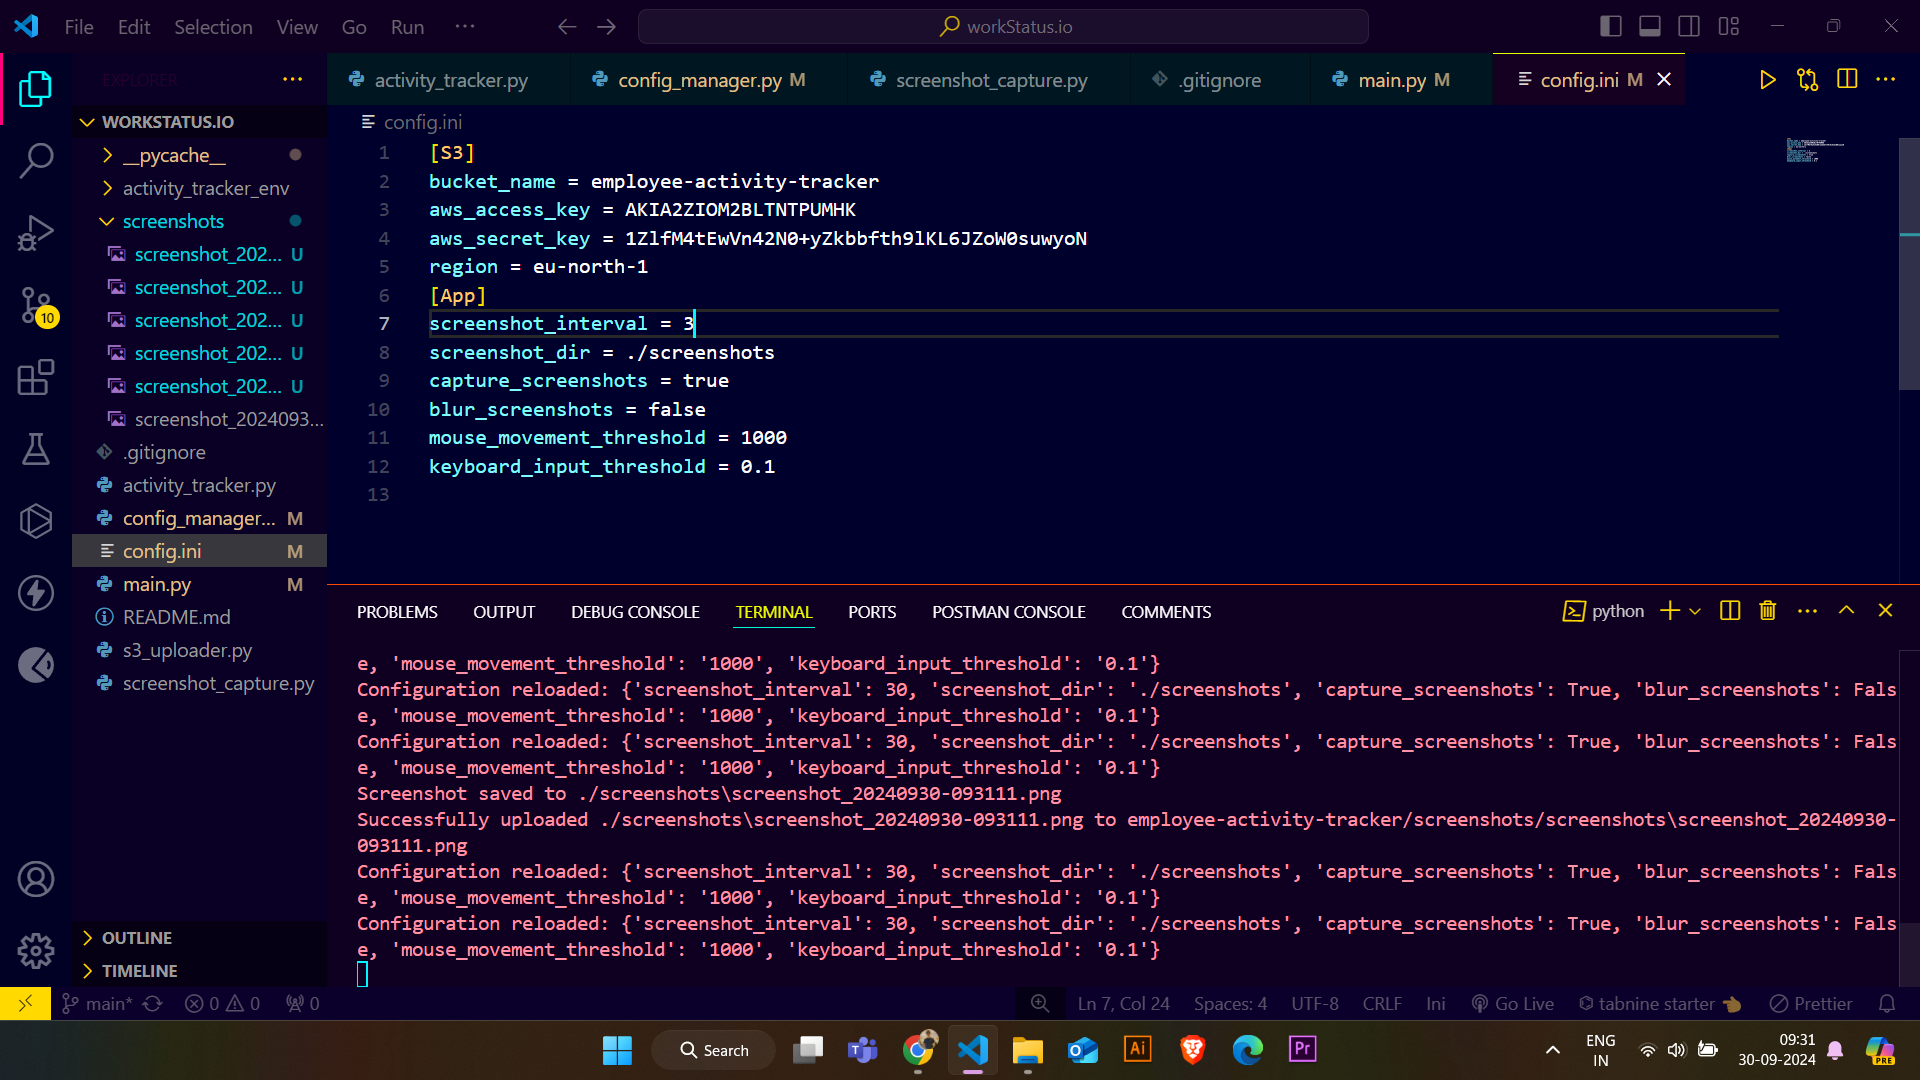 File Edit Selection View Go Run ...
workStatus.io
EXPLORER
activity_tracker.py config_manager.py M screenshot_capture.py .gitignore main.py M config.ini M
WORKSTATUS.IO
__pycache__
activity_tracker_env
screenshots
screenshot_202... U
screenshot_202... U
screenshot_202... U
screenshot_202... U
screenshot_202... U
screenshot_2024093...
.gitignore
activity_tracker.py
config_manager... M
config.ini M
main.py M
README.md
s3_uploader.py
screenshot_capture.py
OUTLINE
TIMELINE
10
config.ini
1 [S3]
2 bucket_name = employee-activity-tracker
3 aws_access_key = AKIA2ZIOM2BLTNTPUMHK
4 aws_secret_key = 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
5 region = eu-north-1
6 [App]
7 screenshot_interval = 3
8 screenshot_dir = ./screenshots
9 capture_screenshots = true
10 blur_screenshots = false
11 mouse_movement_threshold = 1000
12 keyboard_input_threshold = 0.1
13
PROBLEMS OUTPUT DEBUG CONSOLE TERMINAL PORTS POSTMAN CONSOLE COMMENTS
python
e, 'mouse_movement_threshold': '1000', 'keyboard_input_threshold': '0.1'}
Configuration reloaded: {'screenshot_interval': 30, 'screenshot_dir': './screenshots', 'capture_screenshots': True, 'blur_screenshots': Fals
e, 'mouse_movement_threshold': '1000', 'keyboard_input_threshold': '0.1'}
Configuration reloaded: {'screenshot_interval': 30, 'screenshot_dir': './screenshots', 'capture_screenshots': True, 'blur_screenshots': Fals
e, 'mouse_movement_threshold': '1000', 'keyboard_input_threshold': '0.1'}
Screenshot saved to ./screenshots\screenshot_20240930-093111.png
Successfully uploaded ./screenshots\screenshot_20240930-093111.png to employee-activity-tracker/screenshots/screenshots\screenshot_20240930-
093111.png
Configuration reloaded: {'screenshot_interval': 30, 'screenshot_dir': './screenshots', 'capture_screenshots': True, 'blur_screenshots': Fals
e, 'mouse_movement_threshold': '1000', 'keyboard_input_threshold': '0.1'}
Configuration reloaded: {'screenshot_interval': 30, 'screenshot_dir': './screenshots', 'capture_screenshots': True, 'blur_screenshots': Fals
e, 'mouse_movement_threshold': '1000', 'keyboard_input_threshold': '0.1'}
main* 0 0 0 Ln 7, Col 24 Spaces: 4 UTF-8 CRLF Ini Go Live tabnine starter Prettier
Search
Ai Pr
ENG
IN
09:31
30-09-2024
PRE